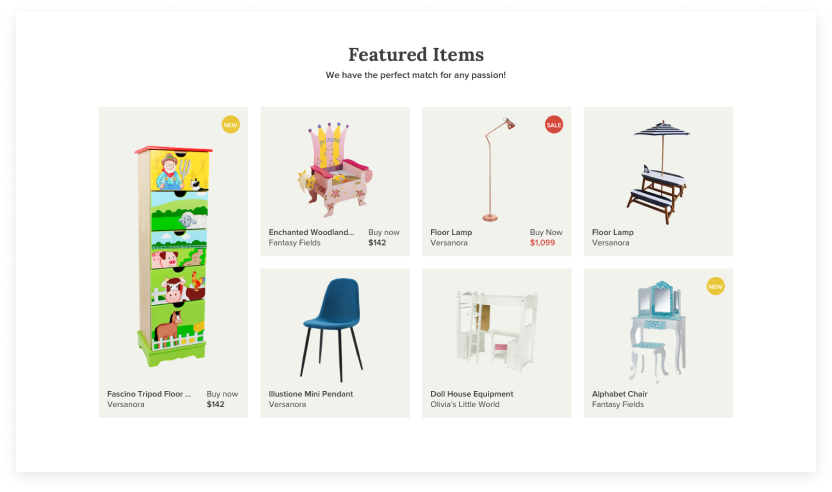 Featured Items
We have the perfect match for any passion!
NEW
Fascino Tripod Floor ... Buy now
Versanora $142
Enchanted Woodland... Buy now
Fantasy Fields $142
SALE
Floor Lamp Buy Now
Versanora $1,099
Floor Lamp
Versanora
Illustione Mini Pendant
Versanora
Doll House Equipment
Olivia's Little World
NEW
Alphabet Chair
Fantasy Fields